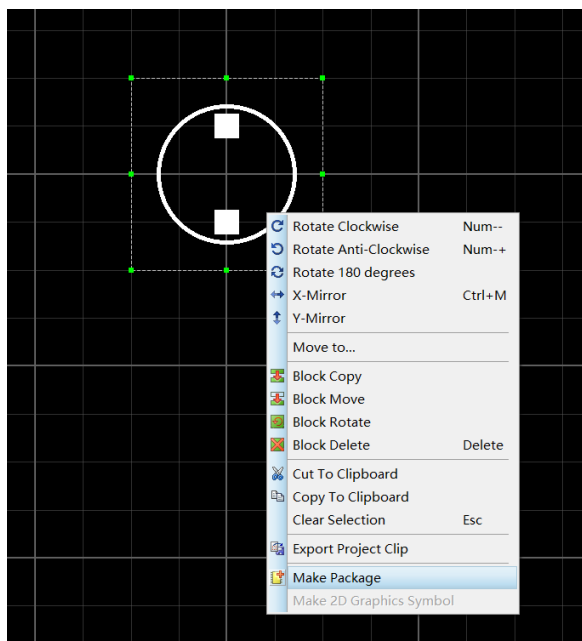 Rotate Clockwise Num--
Rotate Anti-Clockwise Num-+
Rotate 180 degrees
X-Mirror Ctrl+M
Y-Mirror
Move to...
Block Copy
Block Move
Block Rotate
Block Delete Delete
Cut To Clipboard
Copy To Clipboard
Clear Selection Esc
Export Project Clip
Make Package
Make 2D Graphics Symbol